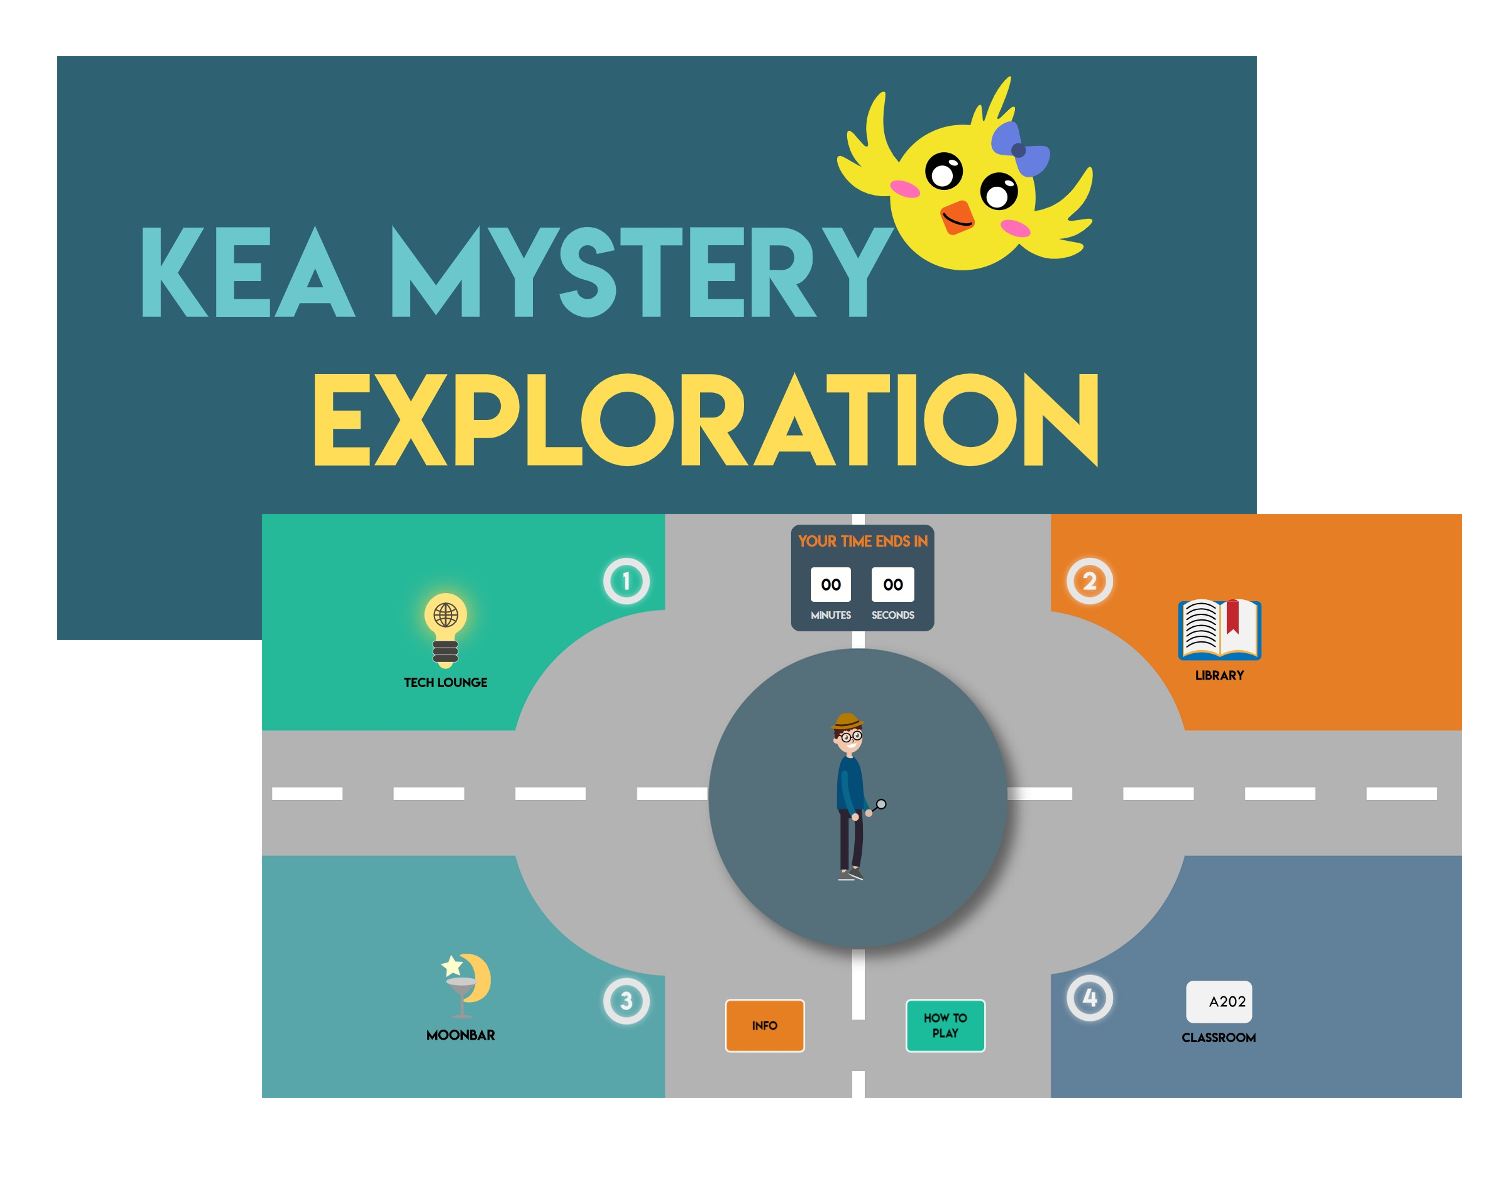 KEA MYSTERY
EXPLORATION
YOUR TIME ENDS IN
00 00
MINUTES SECONDS
1
TECH LOUNGE
2
LIBRARY
3
MOONBAR
INFO
HOW TO
PLAY
4
A202
CLASSROOM